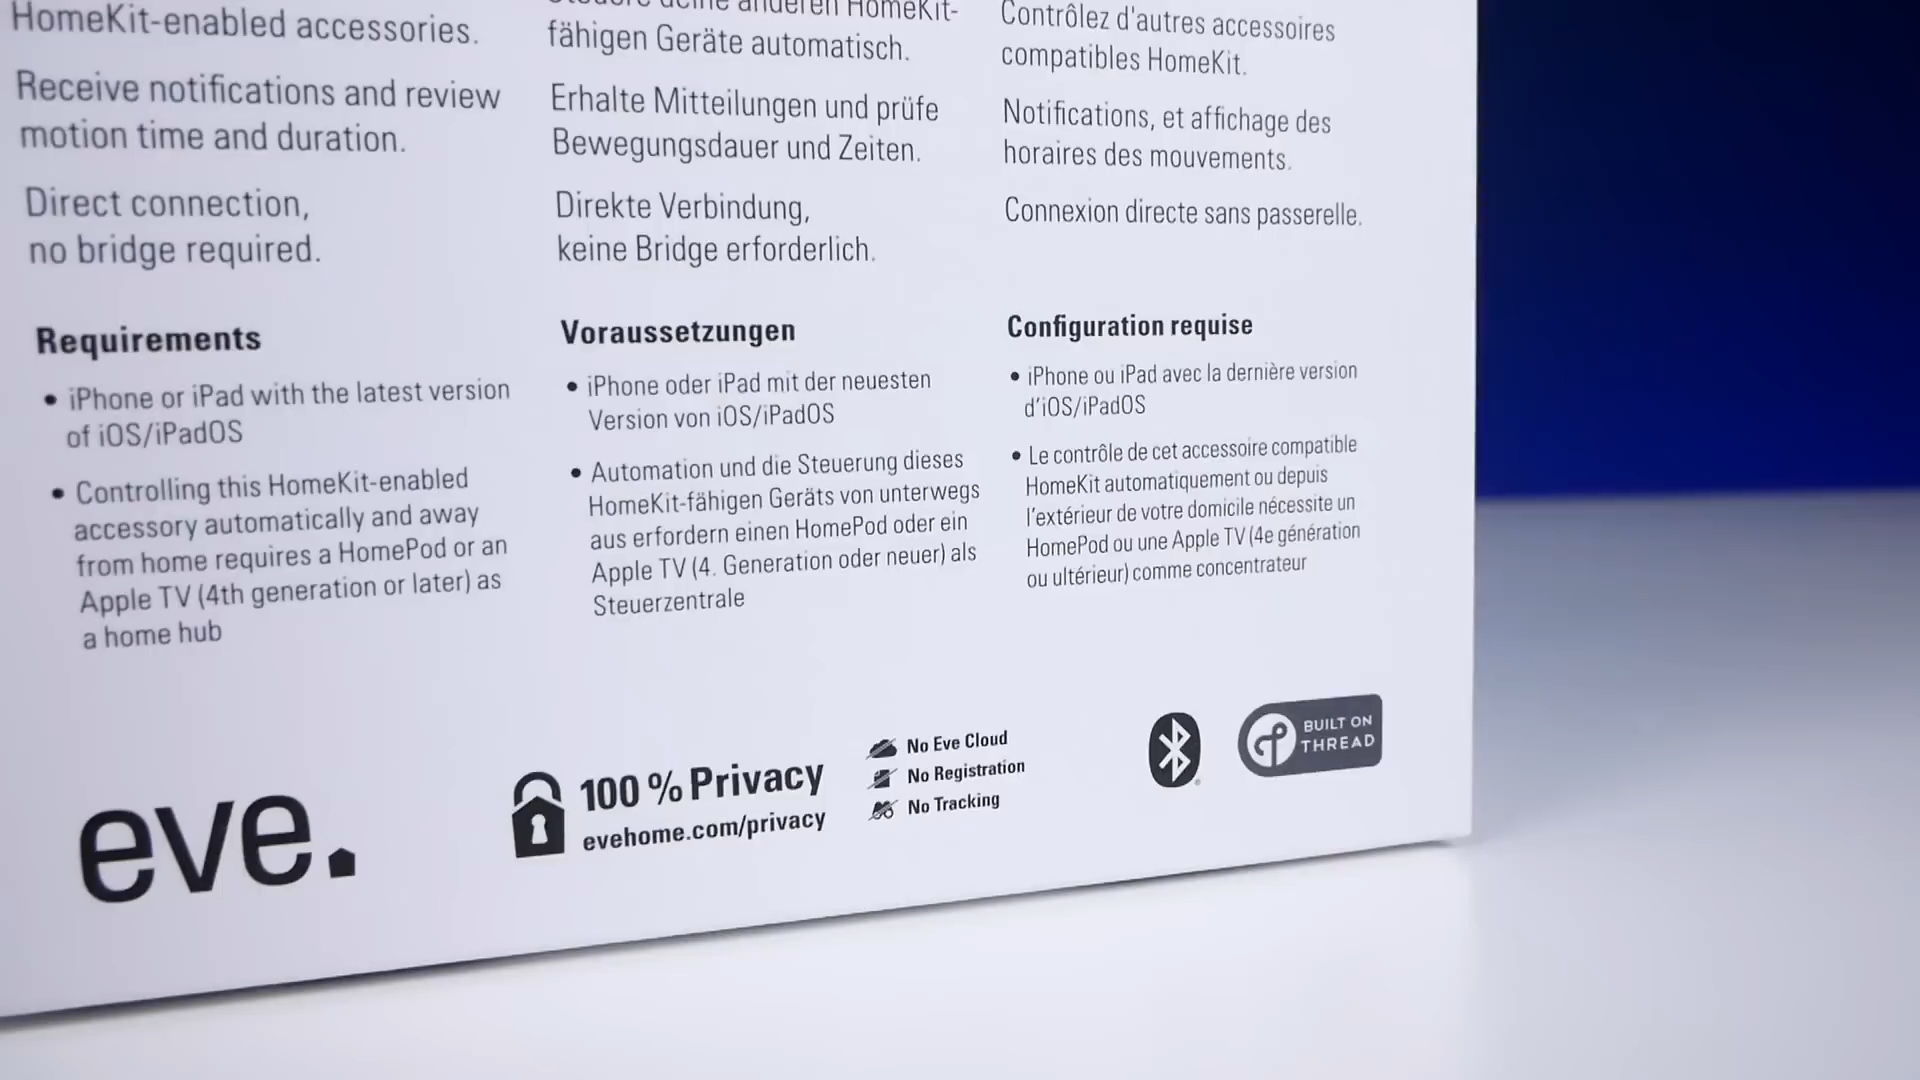 HomeKit-enabled accessories.
Receive notifications and review
motion time and duration.
Direct connection,
no bridge required.
Requirements
• iPhone or iPad with the latest version
of iOS/iPadOS
• Controlling this HomeKit-enabled
accessory automatically and away
from home requires a HomePod or an
Apple TV (4th generation or later) as
a home hub
deine anderen HomeKit-
fähigen Geräte automatisch.
Erhalte Mitteilungen und prüfe
Bewegungsdauer und Zeiten.
Direkte Verbindung,
keine Bridge erforderlich.
Voraussetzungen
• iPhone oder iPad mit der neuesten
Version von iOS/iPadOS
• Automation und die Steuerung dieses
HomeKit-fähigen Geräts von unterwegs
aus erfordern einen HomePod oder ein
Apple TV (4. Generation oder neuer) als
Steuerzentrale
Contrôlez d'autres accessoires
compatibles HomeKit.
Notifications, et affichage des
horaires des mouvements.
Connexion directe sans passerelle.
Configuration requise
• iPhone ou iPad avec la dernière version
d'iOS/iPadOS
• Le contrôle de cet accessoire compatible
HomeKit automatiquement ou depuis
l'extérieur de votre domicile nécessite un
HomePod ou une Apple TV (4e génération
ou ultérieur) comme concentrateur
eve.
100 % Privacy
evehome.com/privacy
No Eve Cloud
No Registration
No Tracking
BUILT ON
THREAD